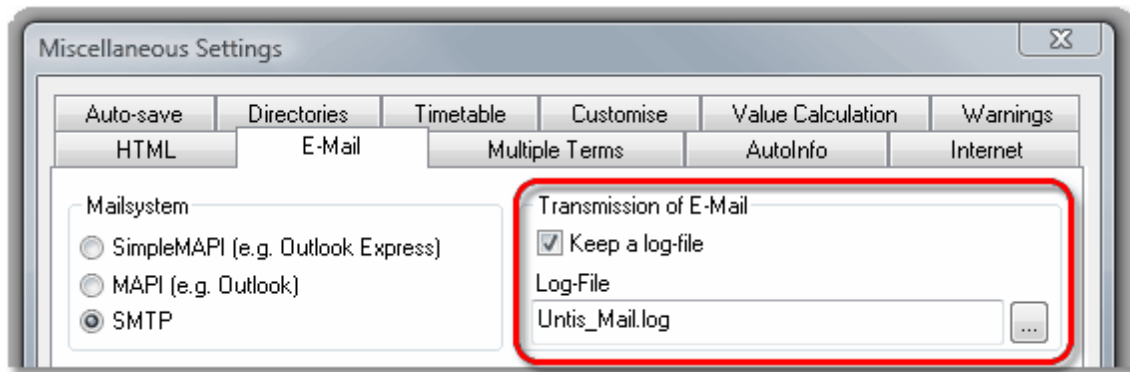 Miscellaneous Settings
Auto-save Directories Timetable Customise Value Calculation Warnings
HTML E-Mail Multiple Terms AutoInfo Internet
Mailsystem
SimpleMAPI (e.g. Outlook Express)
MAPI (e.g. Outlook)
SMTP
Transmission of E-Mail
Keep a log-file
Log-File
Untis_Mail.log
...